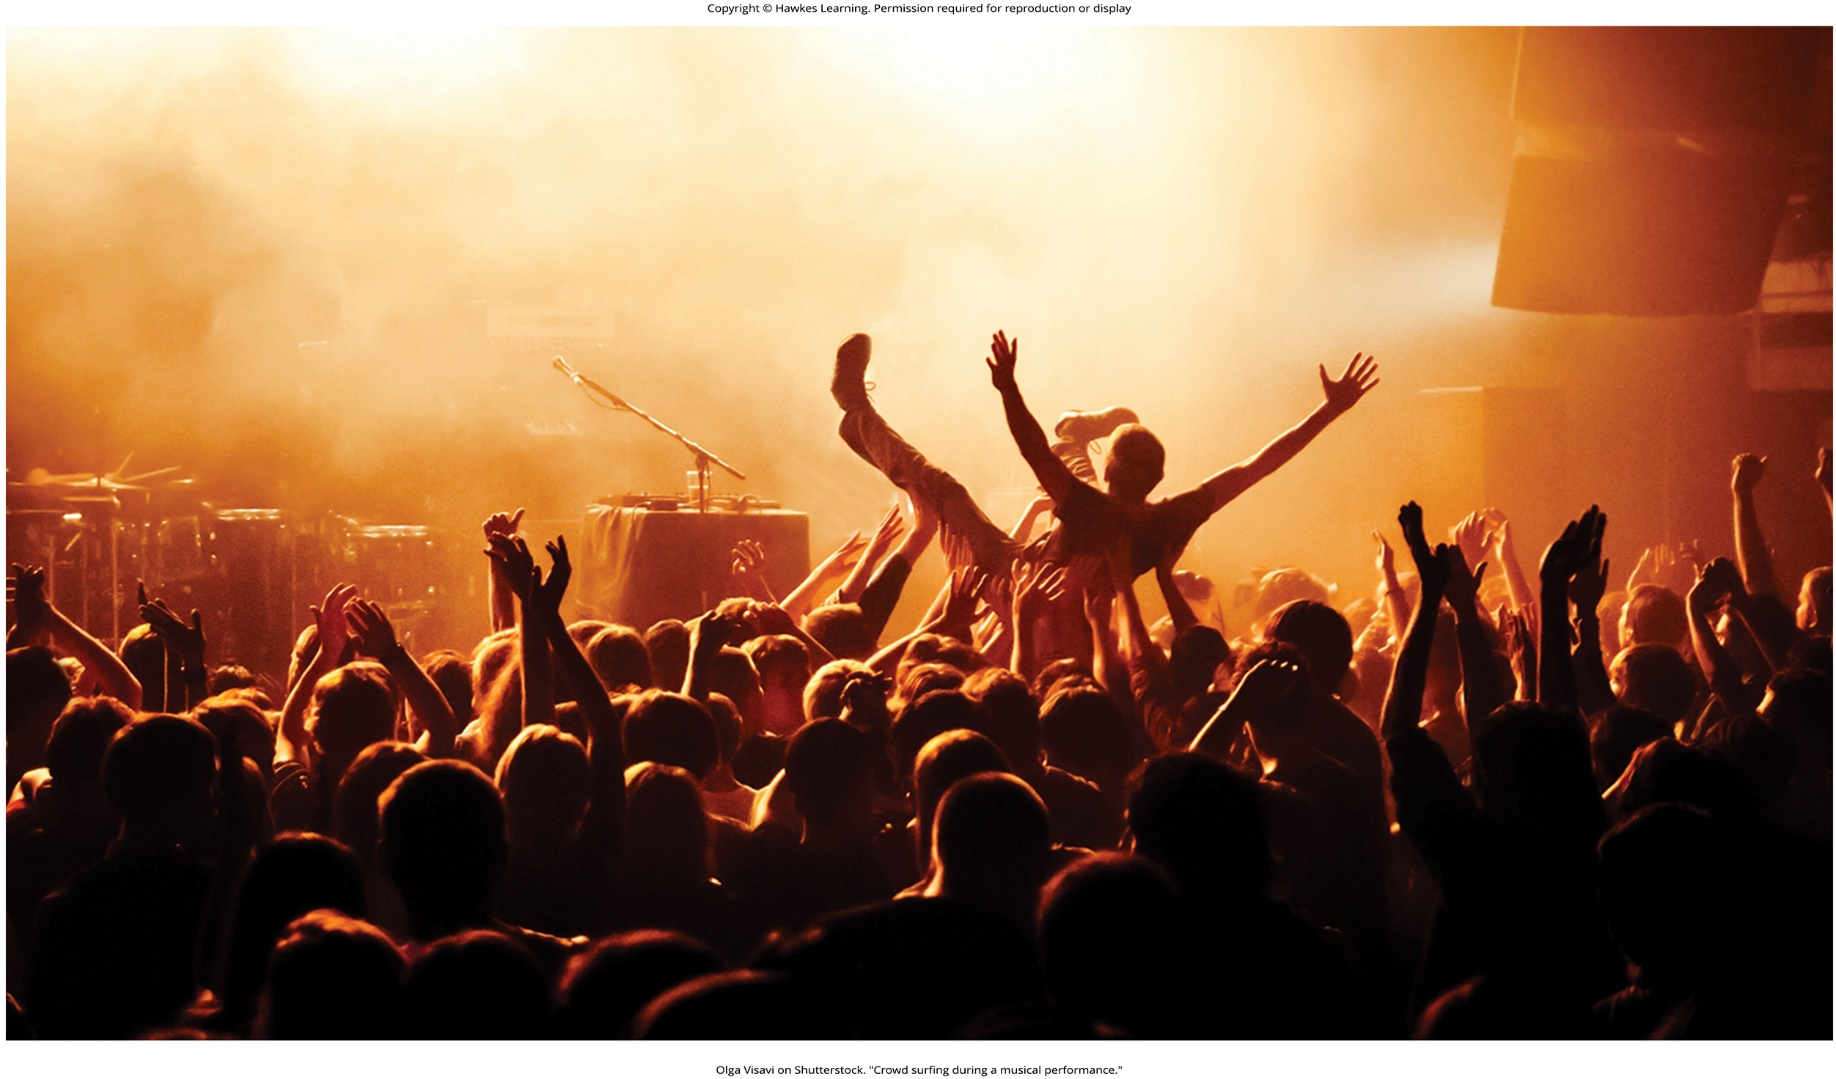 Copyright © Hawkes Learning. Permission required for reproduction or display
Olga Visavi on Shutterstock. "Crowd surfing during a musical performance."